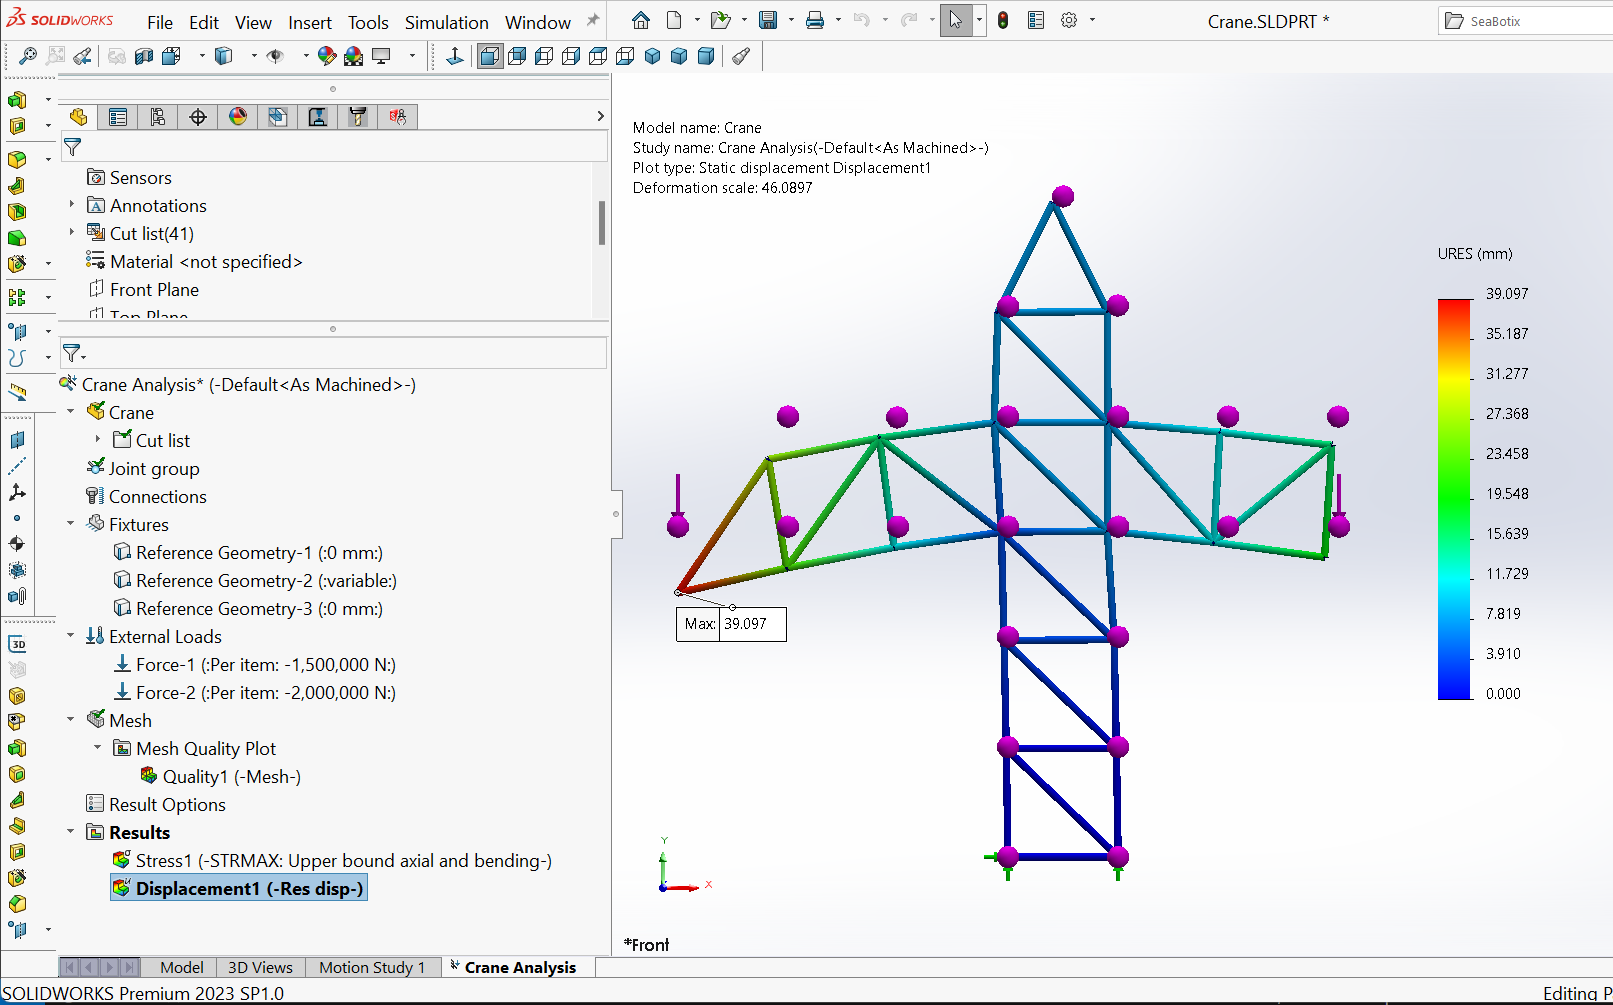 SOLIDWORKS
File Edit View Insert Tools Simulation Window
Crane.SLDPRT *
SeaBotix
Sensors
Annotations
Cut list(41)
Material <not specified>
Front Plane
Top Plane
Crane Analysis* (-Default<As Machined>-)
Crane
Cut list
Joint group
Connections
Fixtures
Reference Geometry-1 (:0 mm:)
Reference Geometry-2 (:variable:)
Reference Geometry-3 (:0 mm:)
External Loads
Force-1 (:Per item: -1,500,000 N:)
Force-2 (:Per item: -2,000,000 N:)
Mesh
Mesh Quality Plot
Quality1 (-Mesh-)
Result Options
Results
Stress1 (-STRMAX: Upper bound axial and bending-)
Displacement1 (-Res disp-)
3D
Model name: Crane
Study name: Crane Analysis(-Default<As Machined>-)
Plot type: Static displacement Displacement1
Deformation scale: 46.0897
URES (mm)
39.097
35.187
31.277
27.368
23.458
19.548
15.639
11.729
7.819
3.910
0.000
Max: 39.097
Y
X
*Front
Model 3D Views Motion Study 1 Crane Analysis
SOLIDWORKS Premium 2023 SP1.0
Editing P